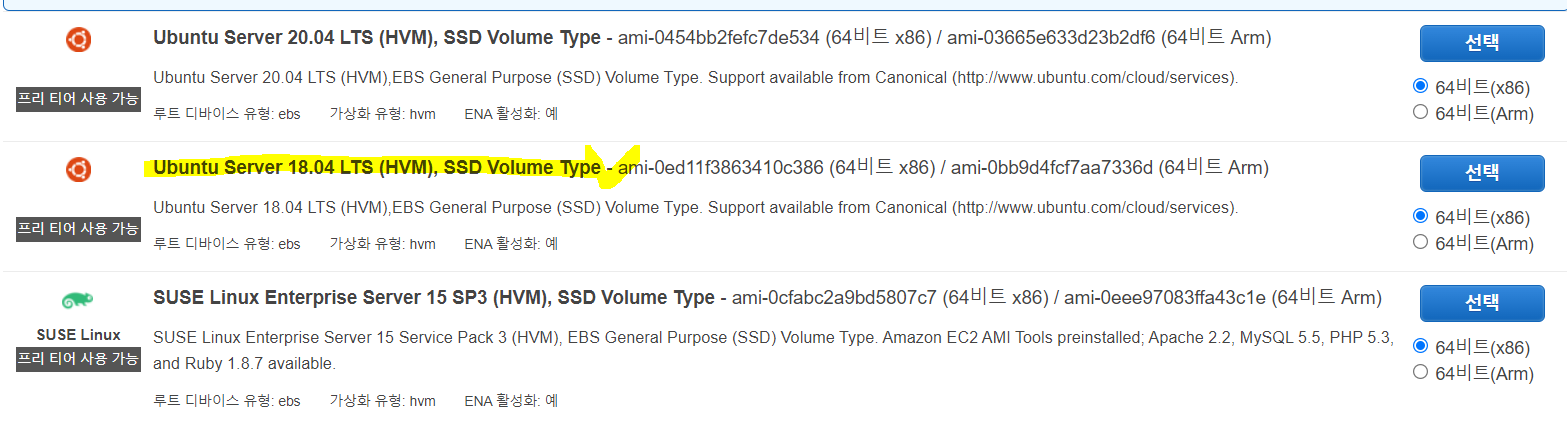 Ubuntu Server 20.04 LTS (HVM), SSD Volume Type - ami-0454bb2fefc7de534 (64비트 x86) / ami-03665e633d23b2df6 (64비트 Arm)
선택
Ubuntu Server 20.04 LTS (HVM),EBS General Purpose (SSD) Volume Type. Support available from Canonical (http://www.ubuntu.com/cloud/services).
프리 티어 사용 가능
64비트(x86)
루트 디바이스 유형: ebs 가상화 유형: hvm ENA 활성화: 예
64비트(Arm)
Ubuntu Server 18.04 LTS (HVM), SSD Volume Type - ami-0ed11f3863410c386 (64비트 x86) / ami-0bb9d4fcf7aa7336d (64비트 Arm)
선택
Ubuntu Server 18.04 LTS (HVM),EBS General Purpose (SSD) Volume Type. Support available from Canonical (http://www.ubuntu.com/cloud/services).
프리 티어 사용 가능
64비트(x86)
루트 디바이스 유형: ebs 가상화 유형: hvm ENA 활성화: 예
64비트(Arm)
SUSE Linux Enterprise Server 15 SP3 (HVM), SSD Volume Type - ami-0cfabc2a9bd5807c7 (64비트 x86) / ami-0eee97083ffa43c1e (64비트 Arm)
선택
SUSE Linux
SUSE Linux Enterprise Server 15 Service Pack 3 (HVM), EBS General Purpose (SSD) Volume Type. Amazon EC2 AMI Tools preinstalled; Apache 2.2, MySQL 5.5, PHP 5.3,
and Ruby 1.8.7 available.
프리 티어 사용 가능
64비트(x86)
64비트(Arm)
루트 디바이스 유형: ebs 가상화 유형: hvm ENA 활성화: 예